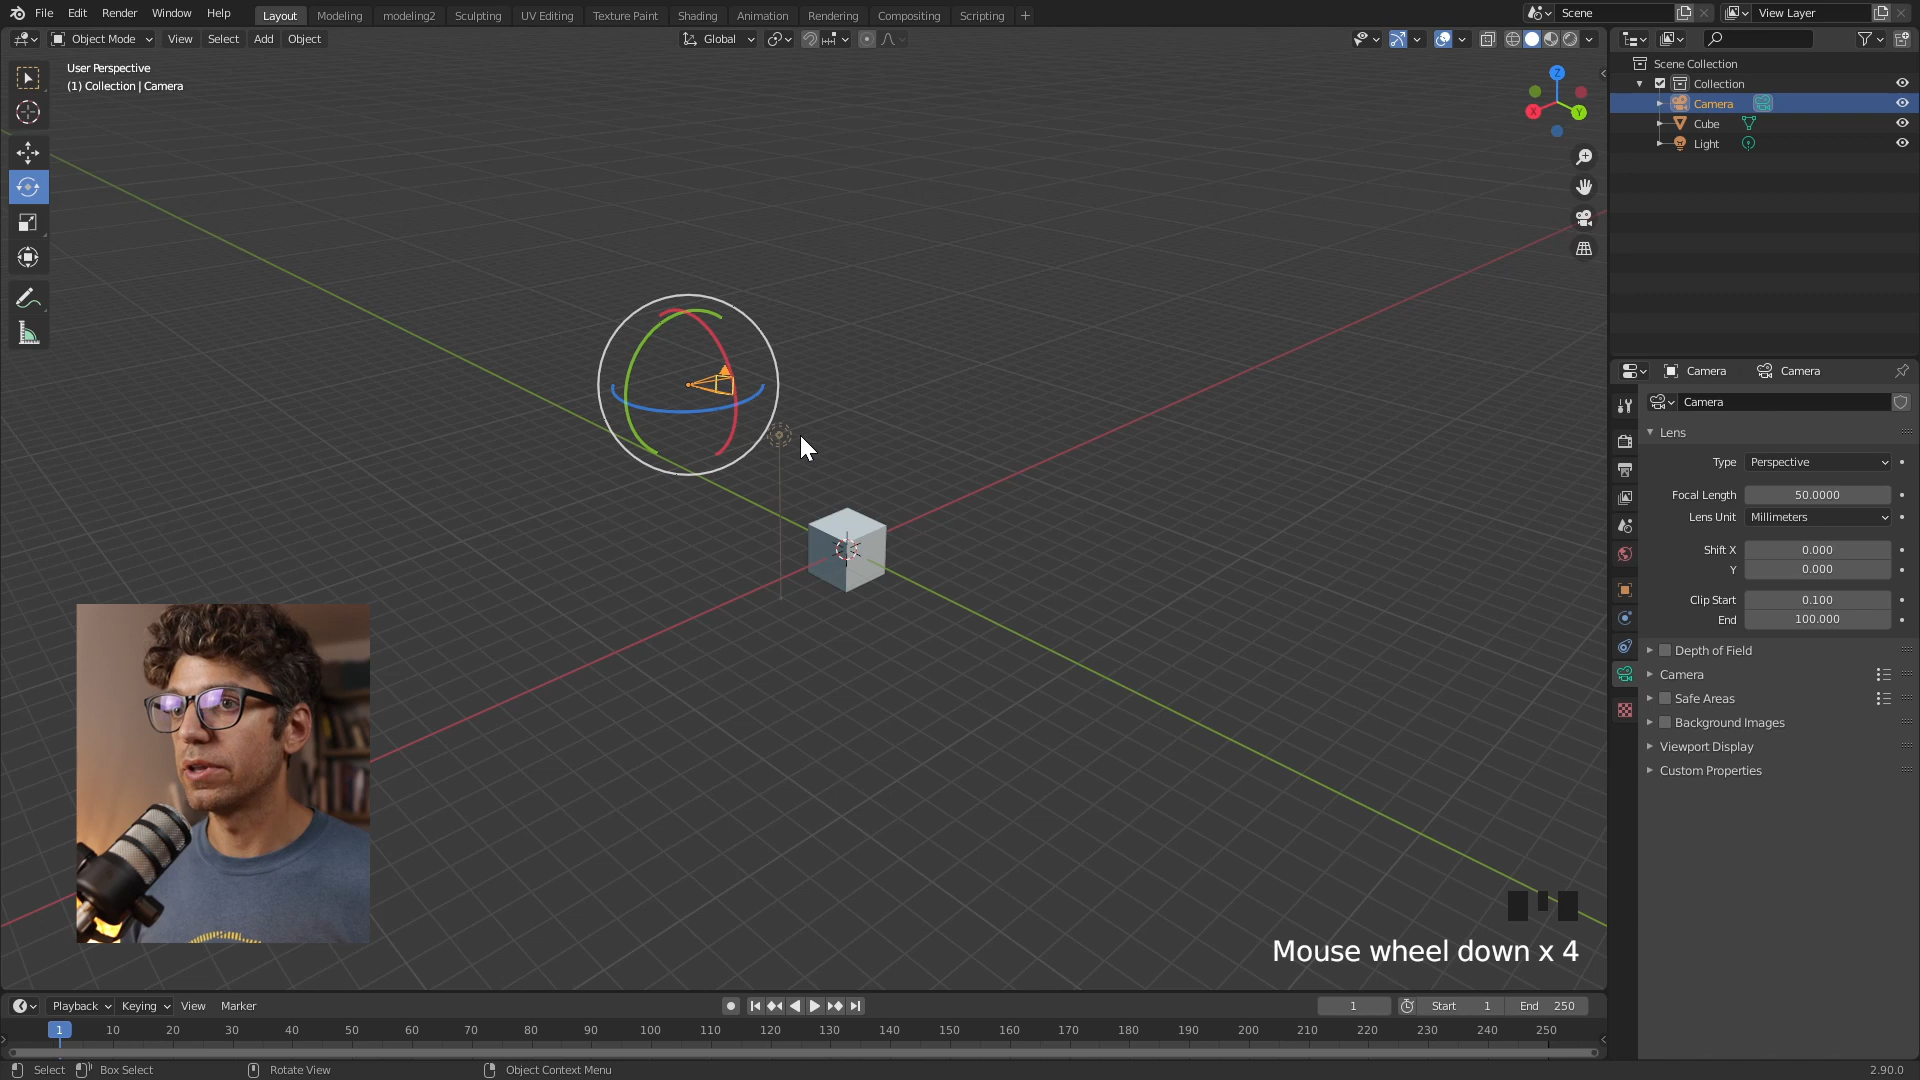 File Edit Render Window Help
Layout Modeling modeling2 Sculpting UV Editing Texture Paint Shading Animation Rendering Compositing Scripting +
Scene
View Layer
Object Mode View Select Add Object
Global
User Perspective
(1) Collection | Camera
Z
X
Y
Scene Collection
Collection
Camera
Cube
Light
Camera Camera
Camera
Lens
Type Perspective
Focal Length 50.0000
Lens Unit Millimeters
Shift X 0.000
Y 0.000
Clip Start 0.100
End 100.000
Depth of Field
Camera
Safe Areas
Background Images
Viewport Display
Custom Properties
Mouse wheel down x 4
Playback Keying View Marker
1 Start 1 End 250
1 10 20 30 40 50 60 70 80 90 100 110 120 130 140 150 160 170 180 190 200 210 220 230 240 250
Select Box Select Rotate View Object Context Menu 2.90.0